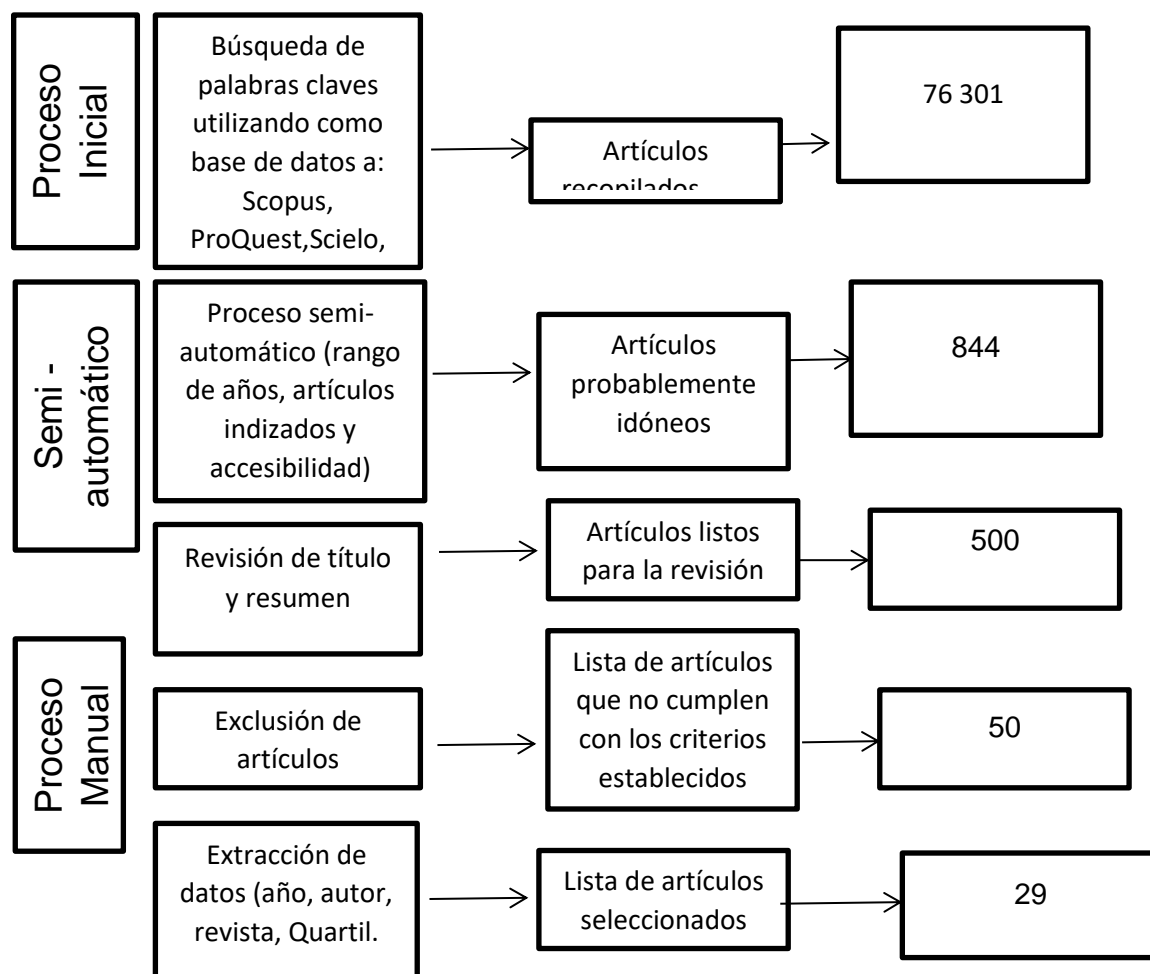 Proceso
Inicial
Búsqueda de
palabras claves
utilizando como
base de datos a:
Scopus,
ProQuest,Scielo,
Artículos
recopilados
76 301
Semi -
automático
Proceso semi-
automático (rango
de años, artículos
indizados y
accesibilidad)
Artículos
probablemente
idóneos
844
Revisión de título
y resumen
Artículos listos
para la revisión
500
Proceso
Manual
Exclusión de
artículos
Lista de artículos
que no cumplen
con los criterios
establecidos
50
Extracción de
datos (año, autor,
revista, Quartil.
Lista de artículos
seleccionados
29